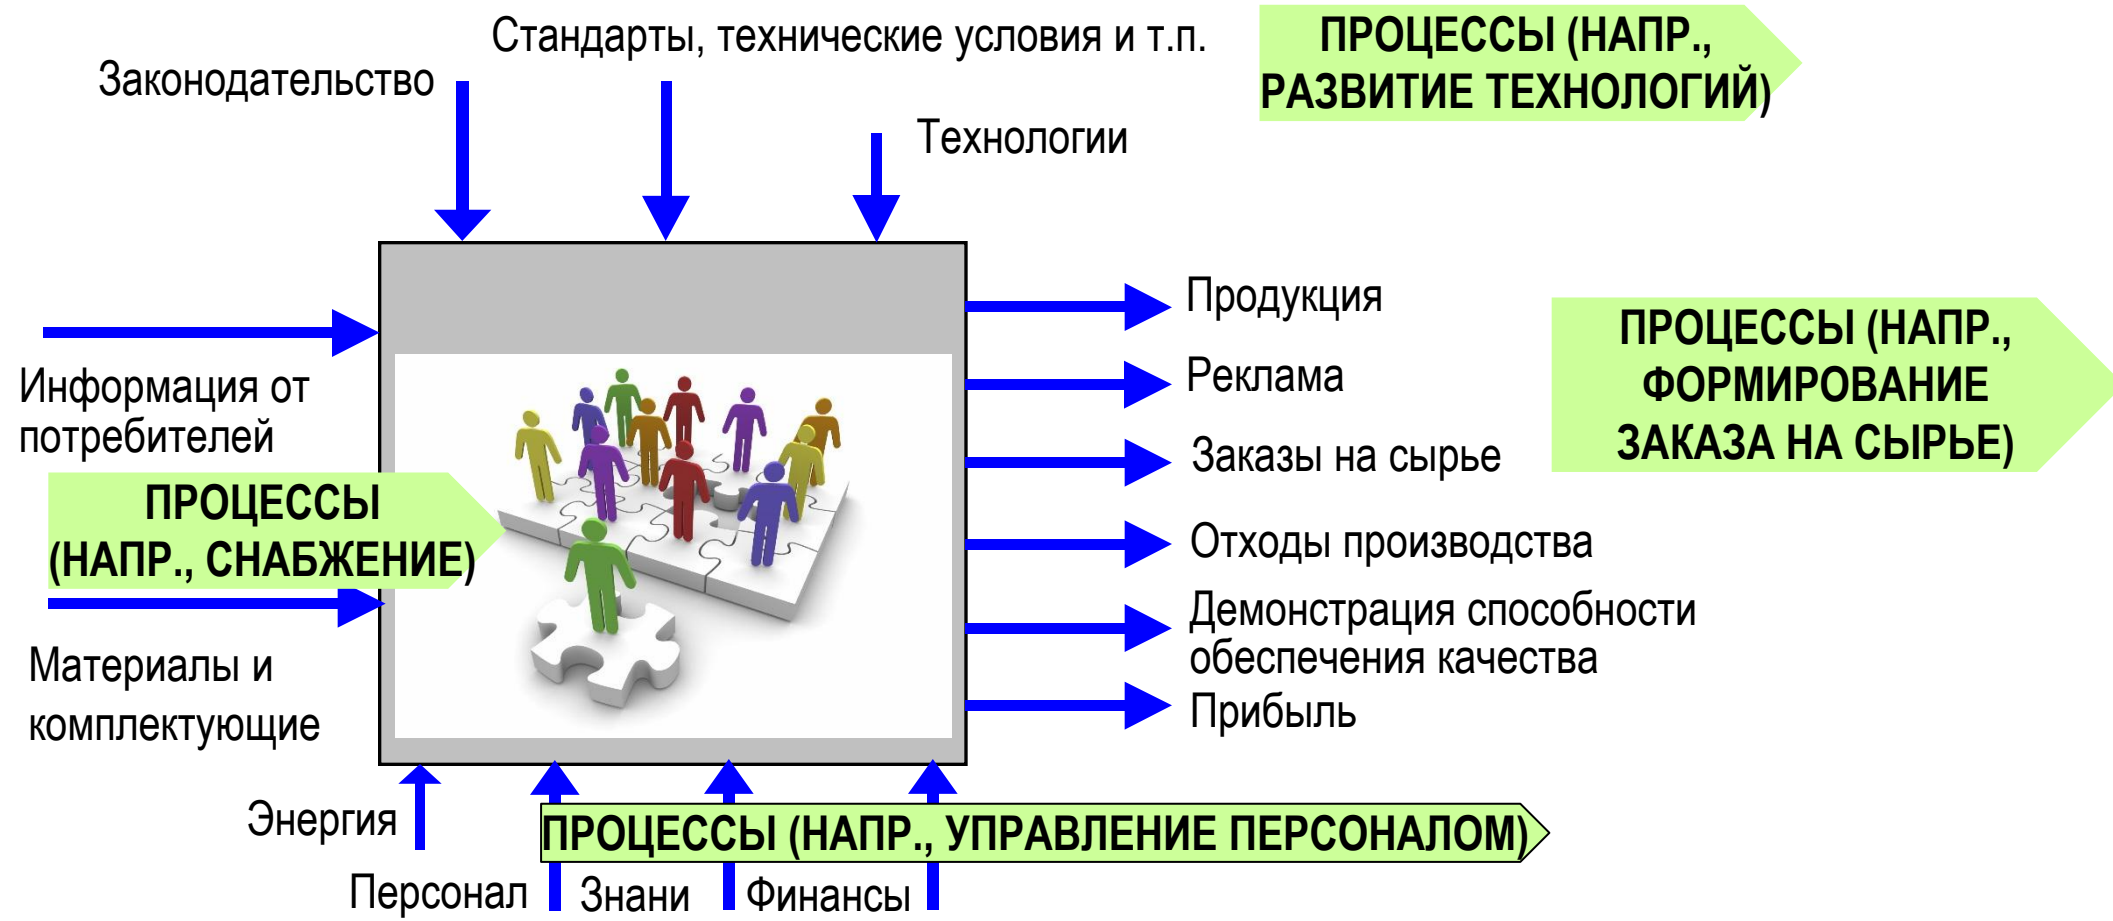 Стандарты, технические условия и т.п.
ПРОЦЕССЫ (НАПР.,
РАЗВИТИЕ ТЕХНОЛОГИЙ)
Законодательство
Технологии
Информация от
потребителей
ПРОЦЕССЫ
(НАПР., СНАБЖЕНИЕ)
Материалы и
комплектующие
Продукция
Реклама
Заказы на сырье
Отходы производства
Демонстрация способности
обеспечения качества
Прибыль
ПРОЦЕССЫ (НАПР.,
ФОРМИРОВАНИЕ
ЗАКАЗА НА СЫРЬЕ)
Энергия
ПРОЦЕССЫ (НАПР., УПРАВЛЕНИЕ ПЕРСОНАЛОМ)
Персонал
Знани
Финансы